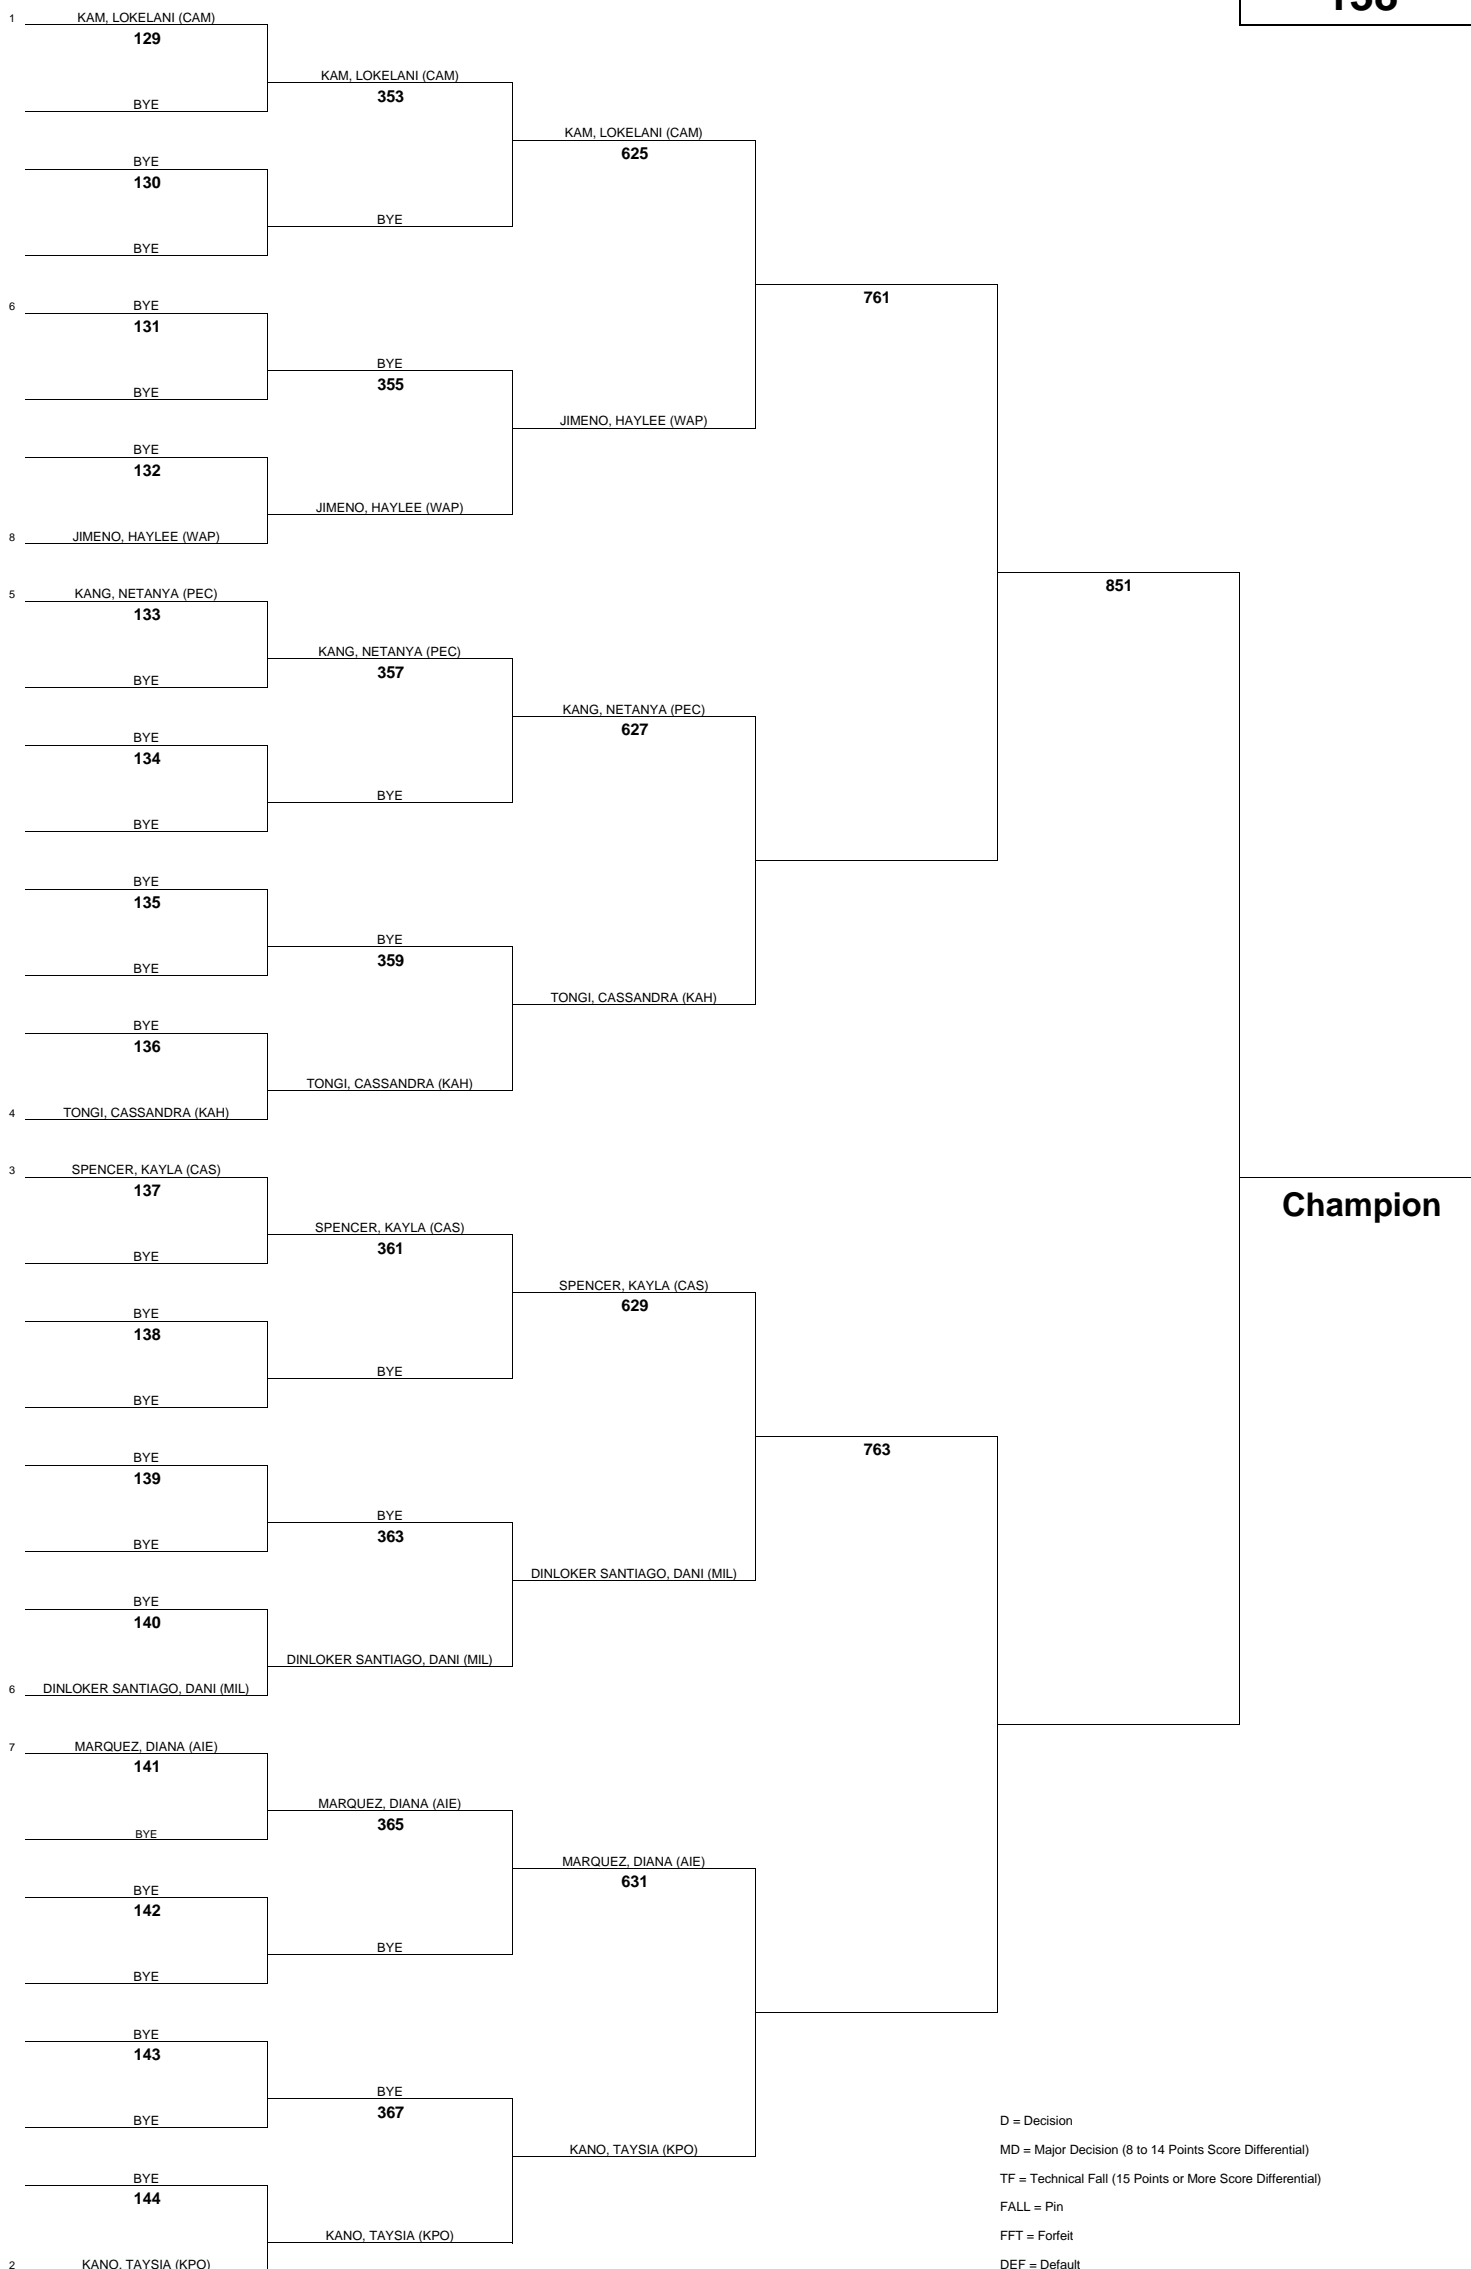 138
1 KAM, LOKELANI (CAM)
129
BYE
KAM, LOKELANI (CAM)
353
BYE
130
BYE
BYE
KAM, LOKELANI (CAM)
625
6 BYE
131
BYE
BYE
355
BYE
132
8 JIMENO, HAYLEE (WAP)
JIMENO, HAYLEE (WAP)
JIMENO, HAYLEE (WAP)
761
5 KANG, NETANYA (PEC)
133
BYE
KANG, NETANYA (PEC)
357
BYE
134
BYE
BYE
KANG, NETANYA (PEC)
627
BYE
135
BYE
BYE
359
BYE
136
4 TONGI, CASSANDRA (KAH)
TONGI, CASSANDRA (KAH)
TONGI, CASSANDRA (KAH)
851
3 SPENCER, KAYLA (CAS)
137
BYE
SPENCER, KAYLA (CAS)
361
BYE
138
BYE
BYE
SPENCER, KAYLA (CAS)
629
BYE
139
BYE
BYE
363
BYE
140
6 DINLOKER SANTIAGO, DANI (MIL)
DINLOKER SANTIAGO, DANI (MIL)
DINLOKER SANTIAGO, DANI (MIL)
763
Champion
7 MARQUEZ, DIANA (AIE)
141
BYE
MARQUEZ, DIANA (AIE)
365
BYE
142
BYE
BYE
MARQUEZ, DIANA (AIE)
631
BYE
143
BYE
BYE
367
BYE
144
2 KANO, TAYSIA (KPO)
KANO, TAYSIA (KPO)
KANO, TAYSIA (KPO)
D = Decision
MD = Major Decision (8 to 14 Points Score Differential)
TF = Technical Fall (15 Points or More Score Differential)
FALL = Pin
FFT = Forfeit
DEF = Default